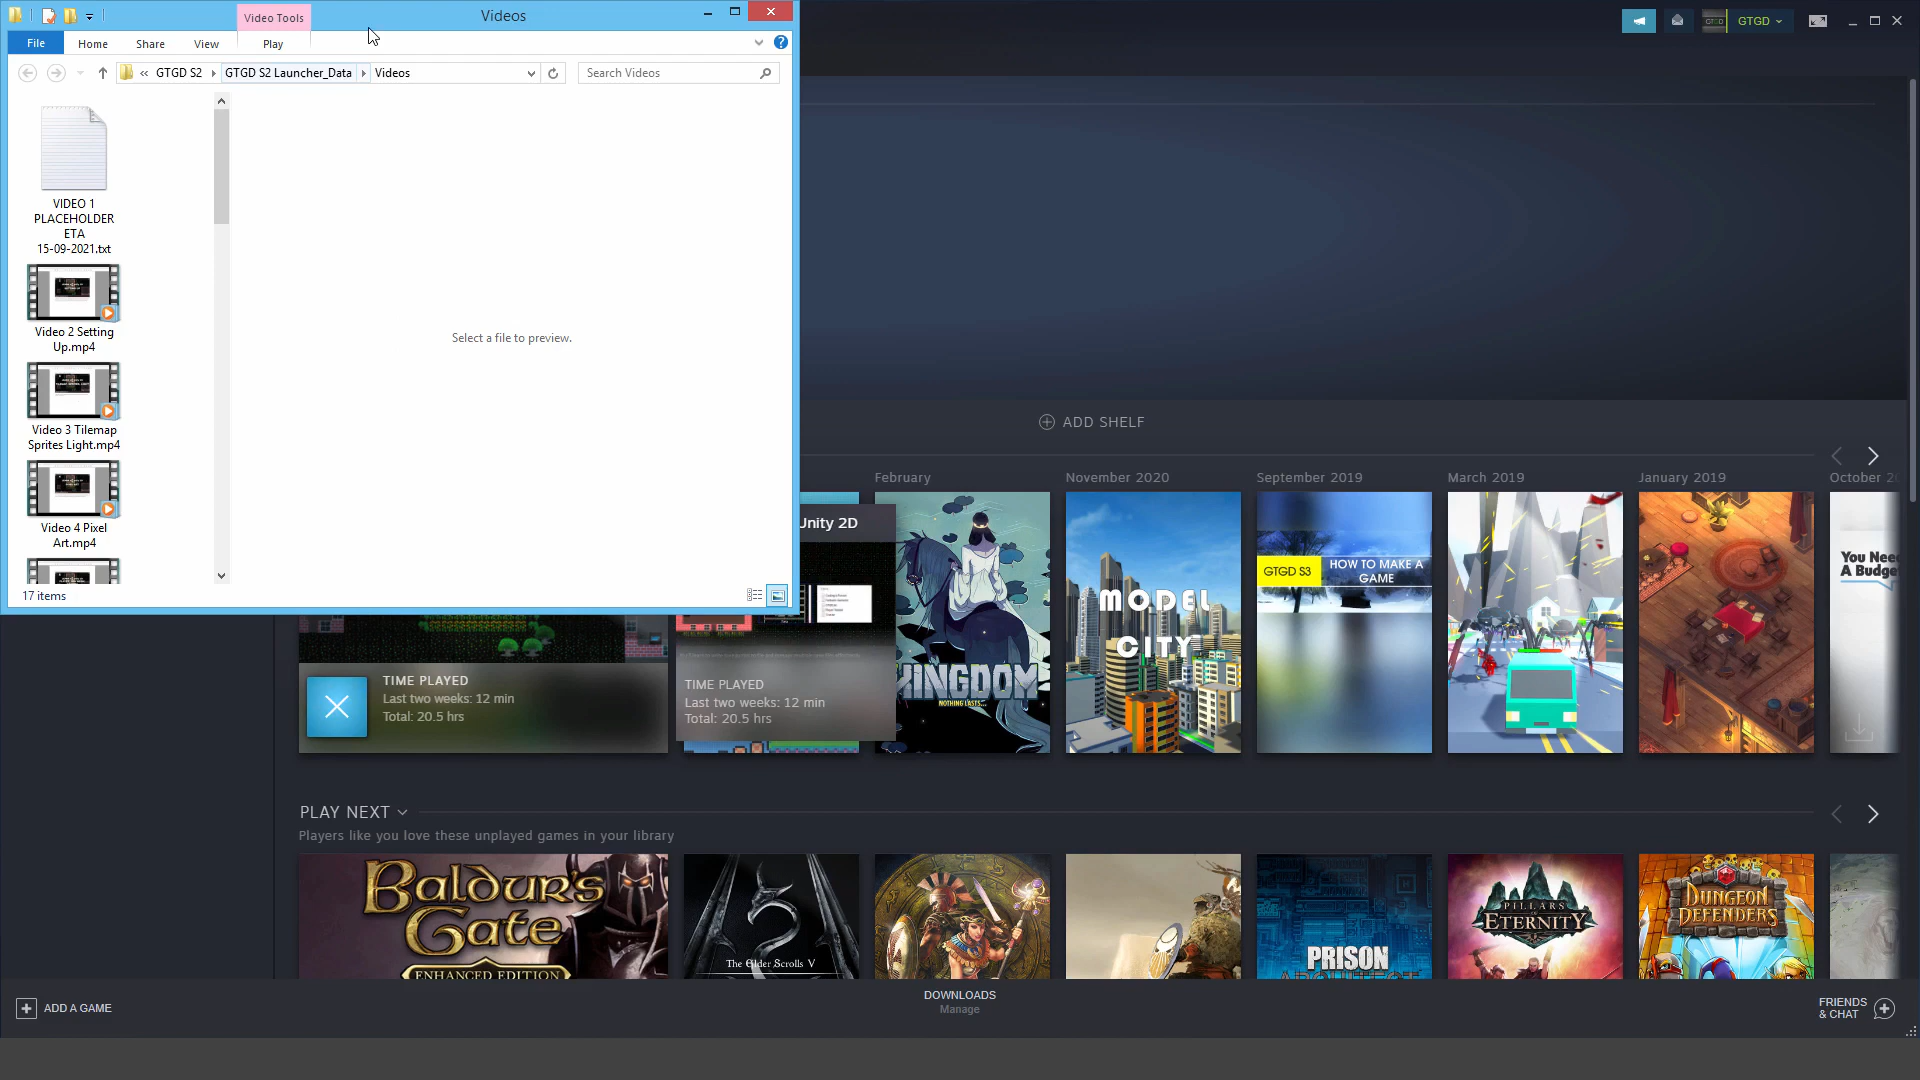 Video Tools
Videos
File
Home
Share
View
Play
GTGD S2
GTGD S2 Launcher_Data
Videos
Search Videos
VIDEO 1
PLACEHOLDER
ETA
15-09-2021.txt
Video 2 Setting
Up.mp4
Video 3 Tilemap
Sprites Light.mp4
Video 4 Pixel
Art.mp4
Select a file to preview.
17 items
GTGD
ADD SHELF
February
November 2020
September 2019
March 2019
January 2019
October 20
Unity 2D
KINGDOM
NOTHING LASTS...
MODEL
CITY
GTGD S3
HOW TO MAKE A
GAME
You Need
A Budget
TIME PLAYED
Last two weeks: 12 min
Total: 20.5 hrs
TIME PLAYED
Last two weeks: 12 min
Total: 20.5 hrs
PLAY NEXT
Players like you love these unplayed games in your library
BALDUR'S
GATE
ENHANCED EDITION
The Elder Scrolls V
PRISON
ARCHITECT
PILLARS
OF
ETERNITY
DUNGEON
DEFENDERS
ADD A GAME
DOWNLOADS
Manage
FRIENDS
& CHAT